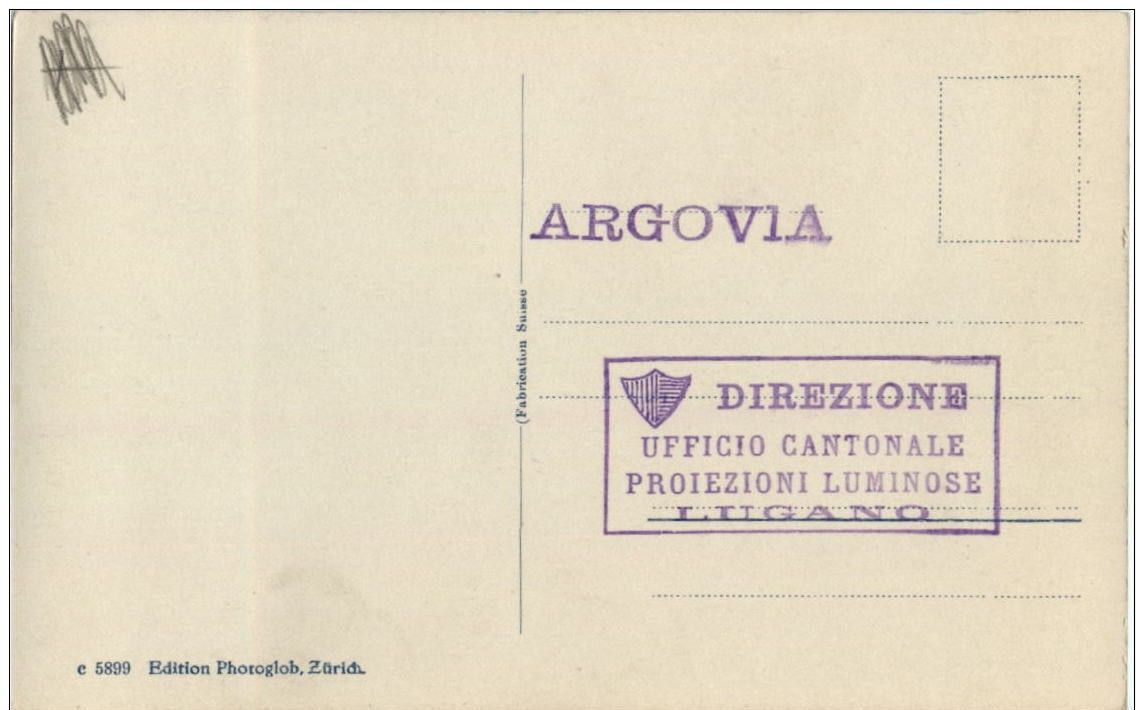 ARGOVIA
(Fabrication Suisse
DIREZIONE
UFFICIO CANTONALE
PROIEZIONI LUMINOSE
LUGANO
c 5899 Edition Photoglob, Zürich.